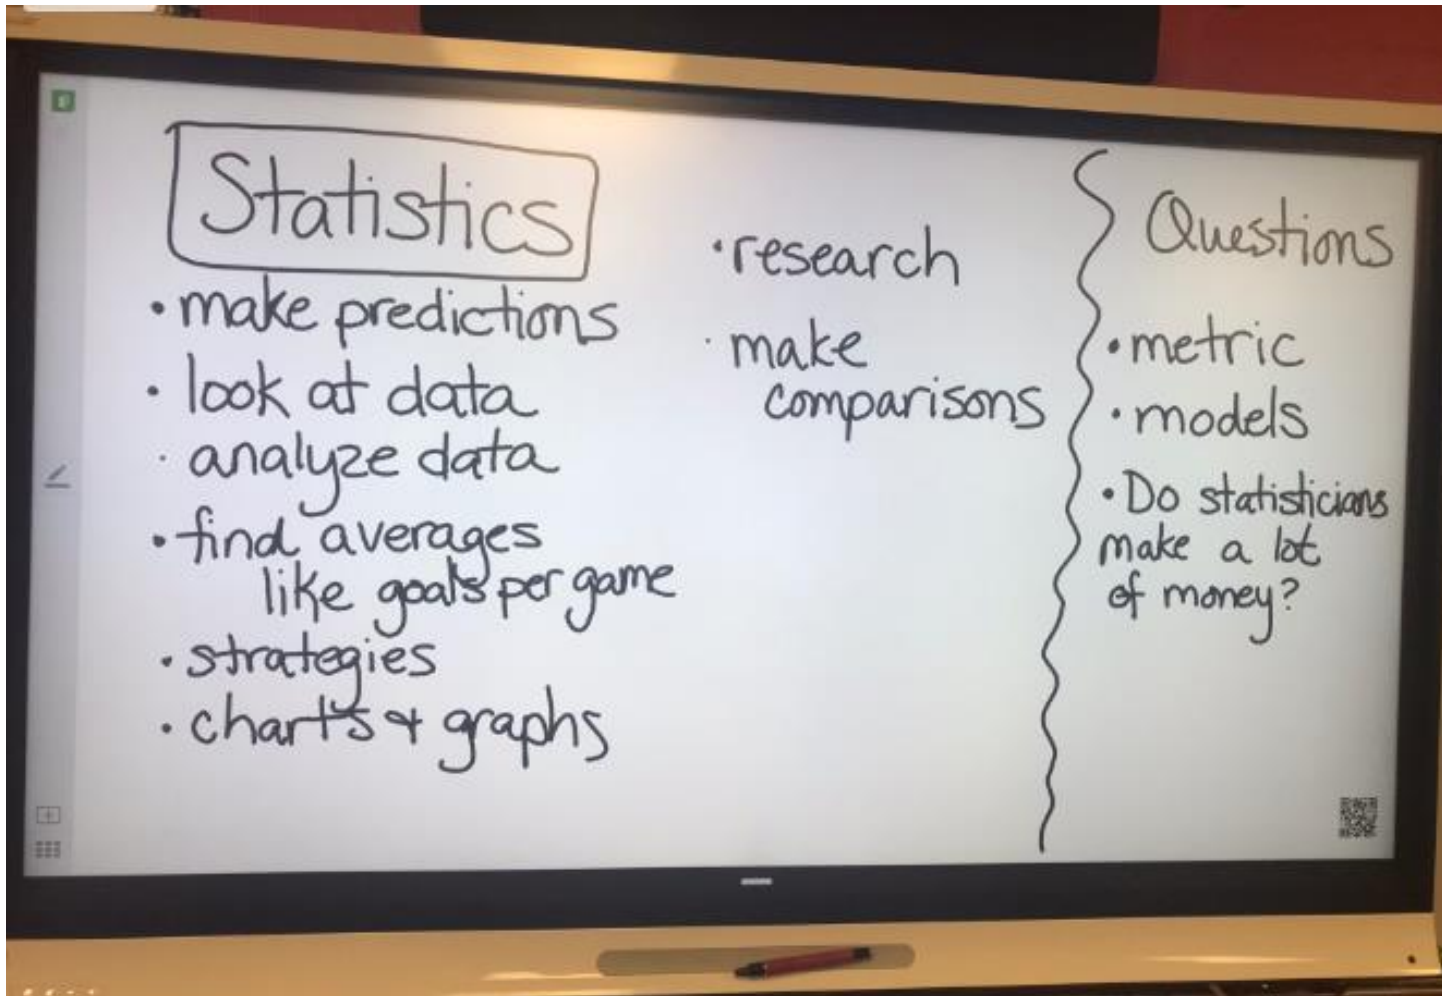 Statistics
• make predictions
• look at data
• analyze data
• find averages
like goals per game
• strategies
• charts + graphs
• research
• make
comparisons
Questions
• metric
• models
• Do statisticians
make a lot
of money?